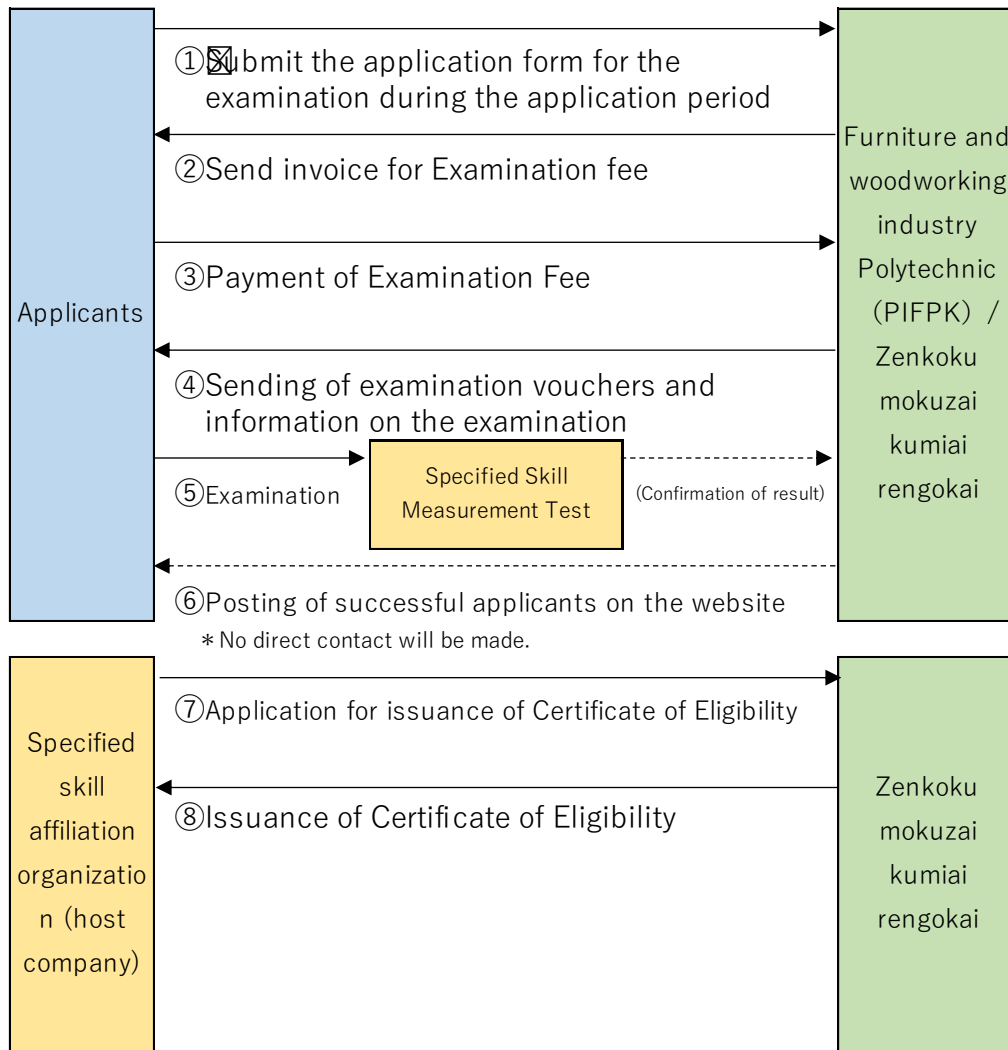 ①Submit the application form for the
examination during the application period
②Send invoice for Examination fee
③Payment of Examination Fee
④Sending of examination vouchers and
information on the examination
⑤Examination
Specified Skill
Measurement Test
(Confirmation of result)
⑥Posting of successful applicants on the website
＊No direct contact will be made.
Applicants
Furniture and
woodworking
industry
Polytechnic
(PIFPK) /
Zenkoku
mokuzai
kumiai
rengokai
⑦Application for issuance of Certificate of Eligibility
⑧Issuance of Certificate of Eligibility
Specified
skill
affiliation
organizatio
n (host
company)
Zenkoku
mokuzai
kumiai
rengokai